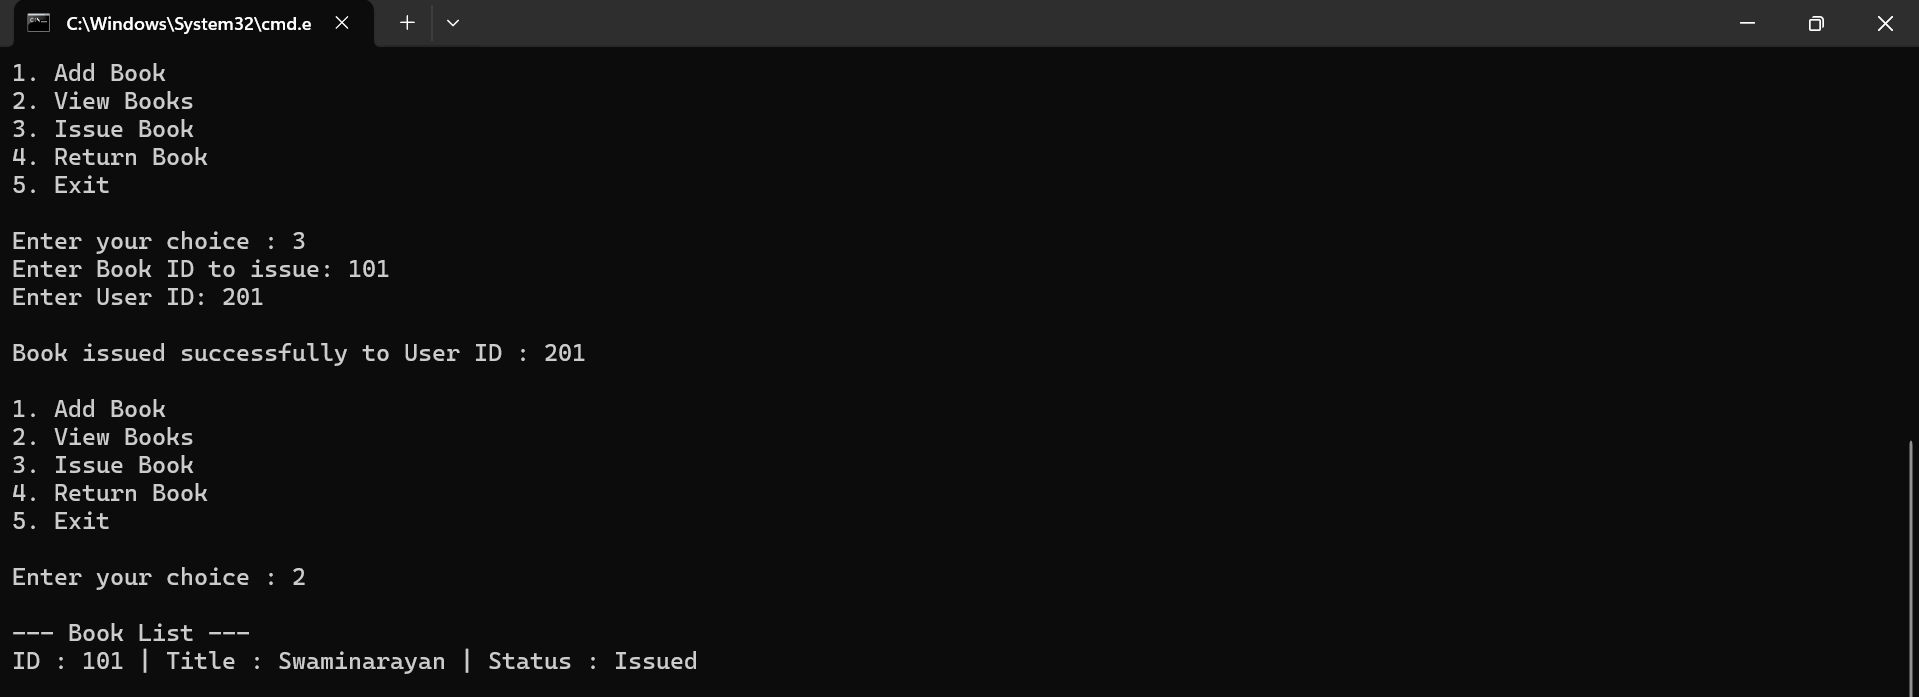 C:\Windows\System32\cmd.e
1. Add Book
2. View Books
3. Issue Book
4. Return Book
5. Exit
Enter your choice : 3
Enter Book ID to issue: 101
Enter User ID: 201
Book issued successfully to User ID : 201
1. Add Book
2. View Books
3. Issue Book
4. Return Book
5. Exit
Enter your choice : 2
--- Book List ---
ID : 101 | Title : Swaminarayan | Status : Issued